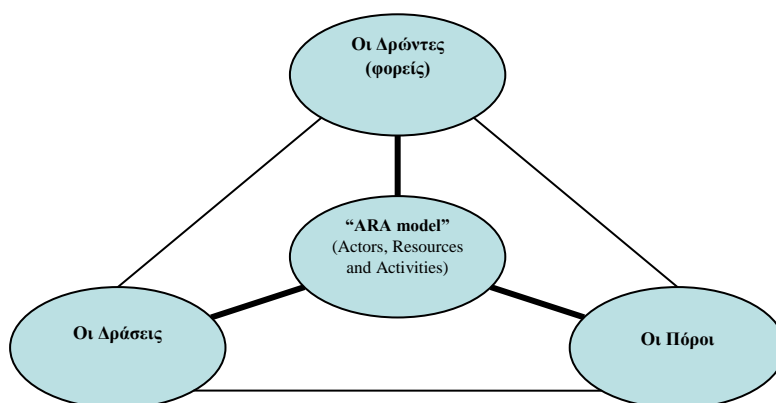 Οι Δρώντες
(φορείς)
“ARA model”
(Actors, Resources
and Activities)
Οι Δράσεις
Οι Πόροι